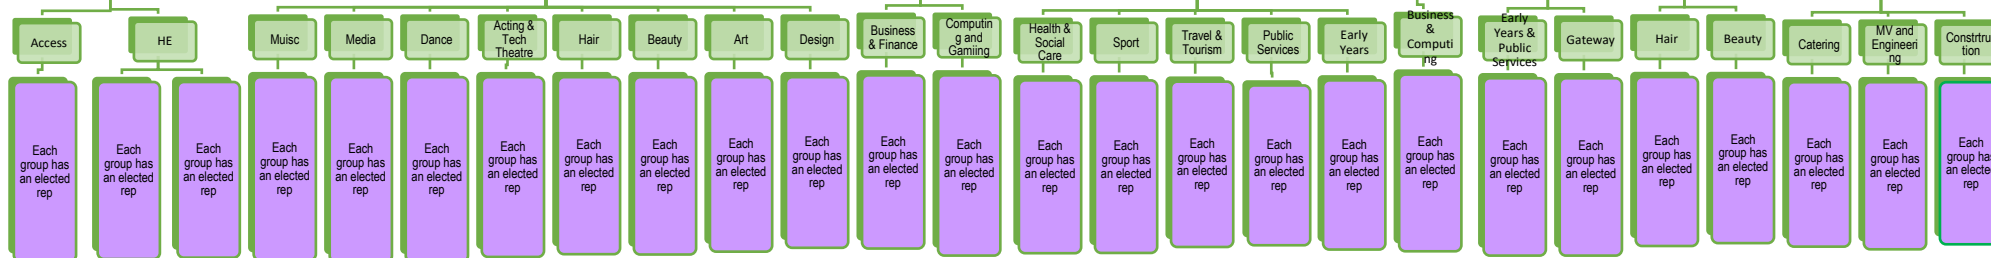 Access
HE
Muisc
Media
Dance
Acting &
Tech
Theatre
Hair
Beauty
Art
Design
Business
& Finance
Computin
g and
Gamiing
Health &
Social
Care
Sport
Travel &
Tourism
Public
Services
Early
Years
Business
&
Computi
ng
Early
Years &
Public
Services
Gateway
Hair
Beauty
Catering
MV and
Engineeri
ng
Constrtru
tion
Each
group has
an elected
rep
Each
group has
an elected
rep
Each
group has
an elected
rep
Each
group has
an elected
rep
Each
group has
an elected
rep
Each
group has
an elected
rep
Each
group has
an elected
rep
Each
group has
an elected
rep
Each
group has
an elected
rep
Each
group has
an elected
rep
Each
group has
an elected
rep
Each
group has
an elected
rep
Each
group has
an elected
rep
Each
group has
an elected
rep
Each
group has
an elected
rep
Each
group has
an elected
rep
Each
group has
an elected
rep
Each
group has
an elected
rep
Each
group has
an elected
rep
Each
group has
an elected
rep
Each
group has
an elected
rep
Each
group has
an elected
rep
Each
group has
an elected
rep
Each
group has
an elected
rep
Each
group has
an elected
rep
Each
group has
an elected
rep